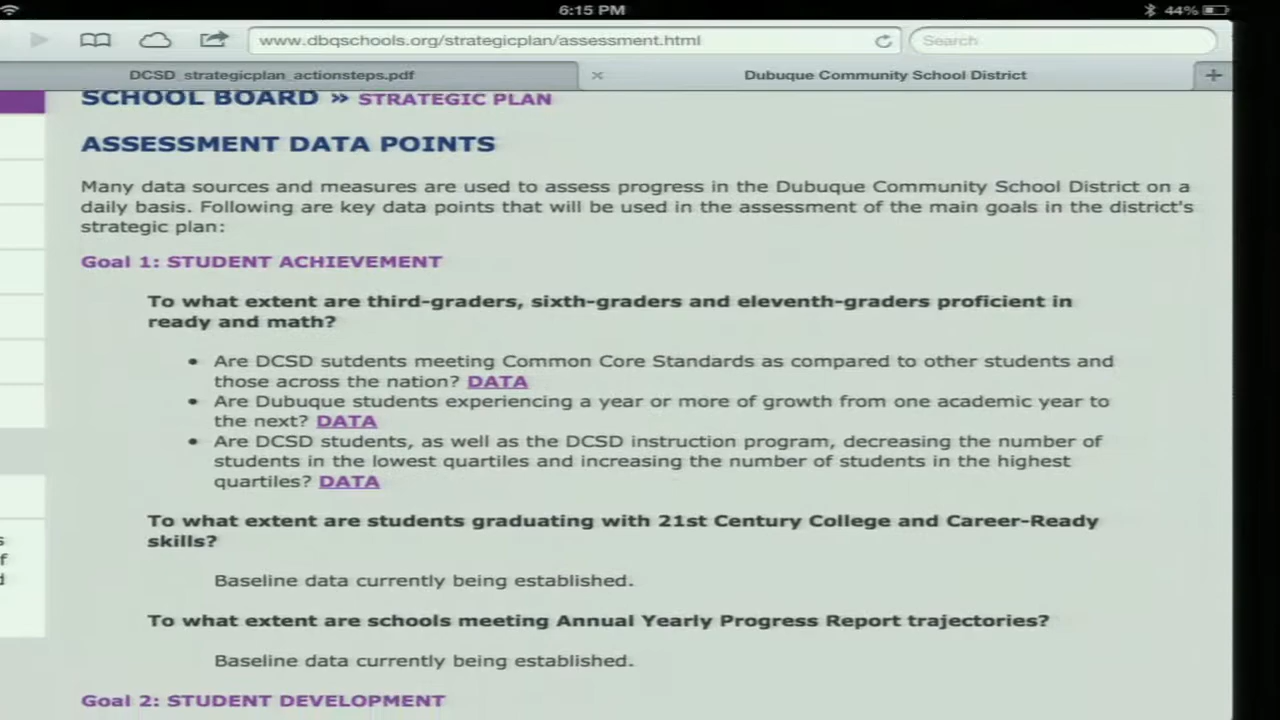 6:15 PM
44%
www.dbqschools.org/strategicplan/assessment.html
Search
DCSD_strategicplan_actionsteps.pdf
Dubuque Community School District
SCHOOL BOARD » STRATEGIC PLAN
ASSESSMENT DATA POINTS
Many data sources and measures are used to assess progress in the Dubuque Community School District on a
daily basis. Following are key data points that will be used in the assessment of the main goals in the district's
strategic plan:
Goal 1: STUDENT ACHIEVEMENT
To what extent are third-graders, sixth-graders and eleventh-graders proficient in
ready and math?
• Are DCSD sutdents meeting Common Core Standards as compared to other students and
those across the nation? DATA
• Are Dubuque students experiencing a year or more of growth from one academic year to
the next? DATA
• Are DCSD students, as well as the DCSD instruction program, decreasing the number of
students in the lowest quartiles and increasing the number of students in the highest
quartiles? DATA
To what extent are students graduating with 21st Century College and Career-Ready
skills?
Baseline data currently being established.
To what extent are schools meeting Annual Yearly Progress Report trajectories?
Baseline data currently being established.
Goal 2: STUDENT DEVELOPMENT